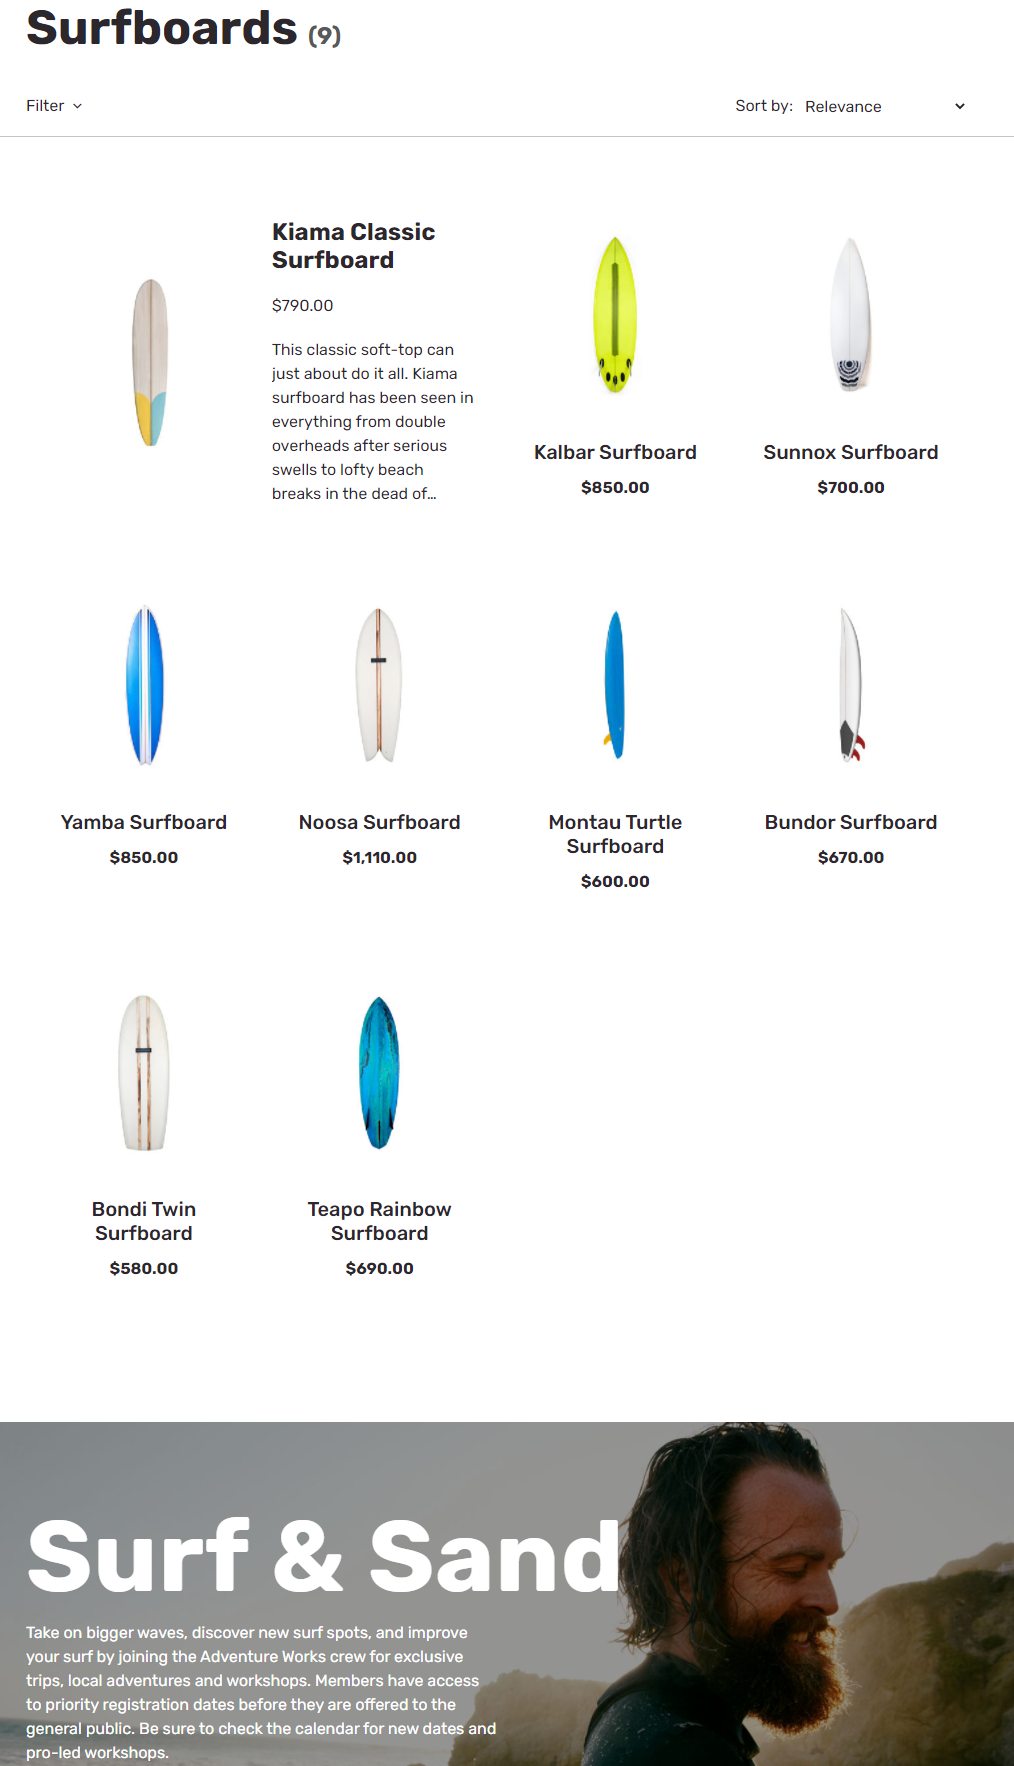 Surfboards (9)
Filter
Sort by: Relevance
Kiama Classic
Surfboard
$790.00
This classic soft-top can
just about do it all. Kiama
surfboard has been seen in
everything from double
overheads after serious
swells to lofty beach
breaks in the dead of…
Kalbar Surfboard
$850.00
Sunnox Surfboard
$700.00
Yamba Surfboard
$850.00
Noosa Surfboard
$1,110.00
Montau Turtle
Surfboard
$600.00
Bundor Surfboard
$670.00
Bondi Twin
Surfboard
$580.00
Teapo Rainbow
Surfboard
$690.00
Surf & Sand
Take on bigger waves, discover new surf spots, and improve
your surf by joining the Adventure Works crew for exclusive
trips, local adventures and workshops. Members have access
to priority registration dates before they are offered to the
general public. Be sure to check the calendar for new dates and
pro-led workshops.